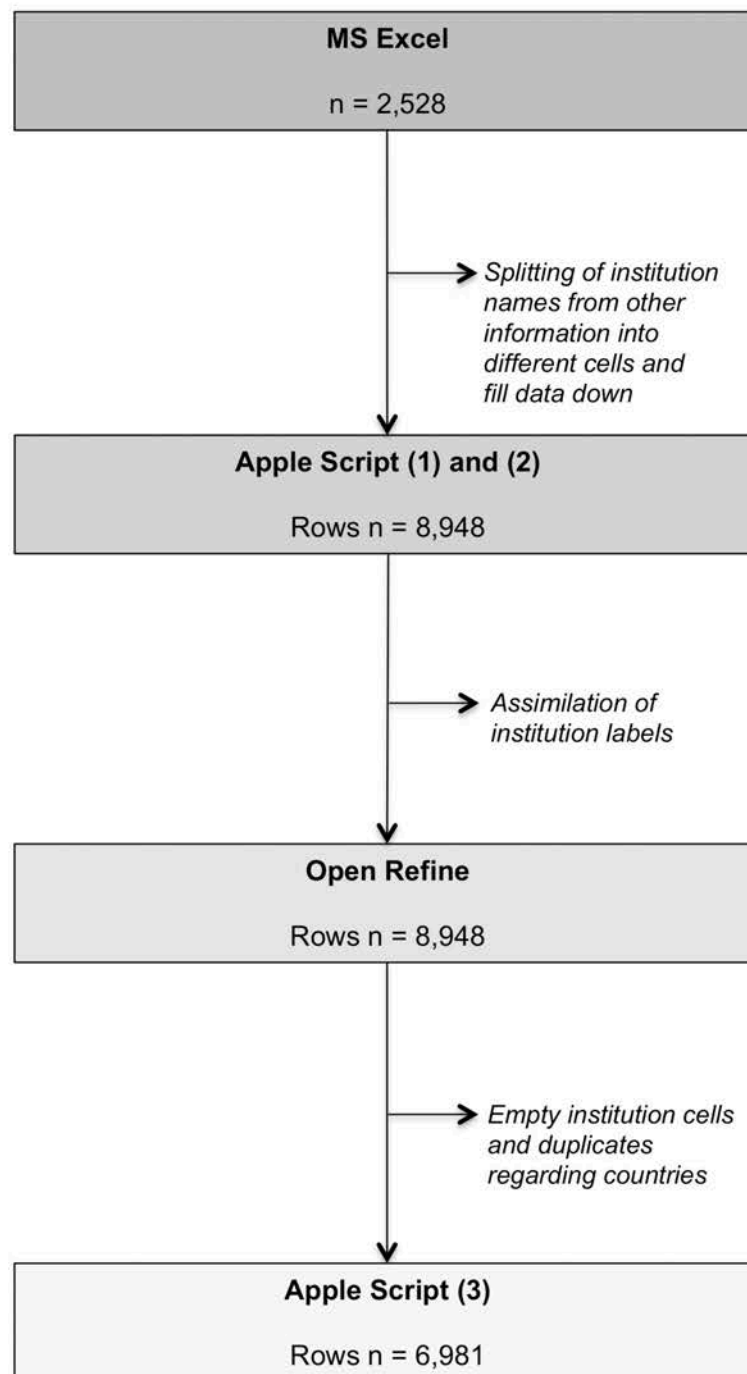 MS Excel
n = 2,528
Splitting of institution
names from other
information into
different cells and
fill data down
Apple Script (1) and (2)
Rows n = 8,948
Assimilation of
institution labels
Open Refine
Rows n = 8,948
Empty institution cells
and duplicates
regarding countries
Apple Script (3)
Rows n = 6,981